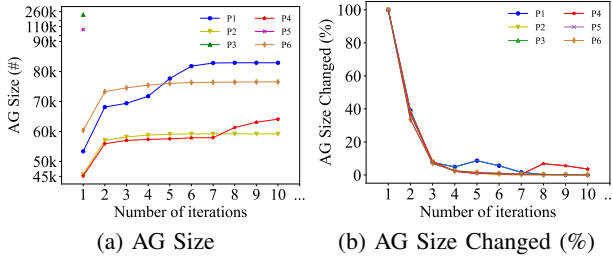 260k
110k
90k
80k
70k
60k
50k
45k
AG Size (#)
P1
P2
P3
P5
P4
P6
1 2 3 4 5 6 7 8 9 10 ...
Number of iterations
(a) AG Size
100
80
60
40
20
0
AG Size Changed (%)
P1
P2
P3
P4
P5
P6
1 2 3 4 5 6 7 8 9 10 ...
Number of iterations
(b) AG Size Changed (%)